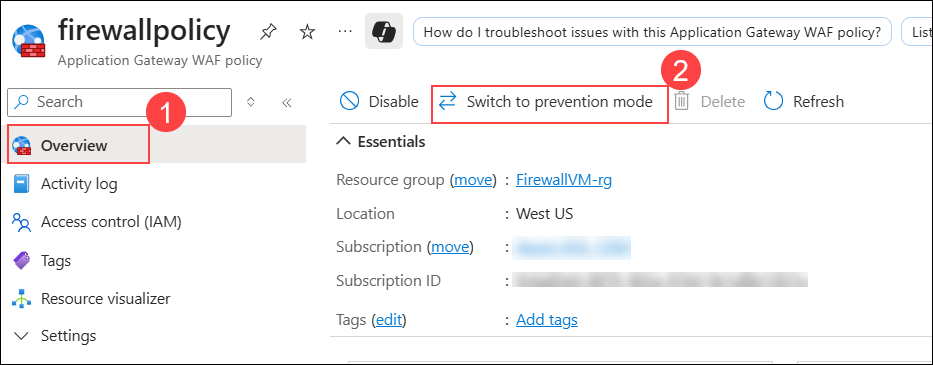 firewallpolicy
...
Application Gateway WAF policy
How do I troubleshoot issues with this Application Gateway WAF policy?
List
Search
1
2
Disable
Switch to prevention mode
Delete
Refresh
Overview
Activity log
Access control (IAM)
Tags
Resource visualizer
Settings
Essentials
Resource group (move) : FirewallVM-rg
Location : West US
Subscription (move) :
Subscription ID :
Tags (edit) : Add tags